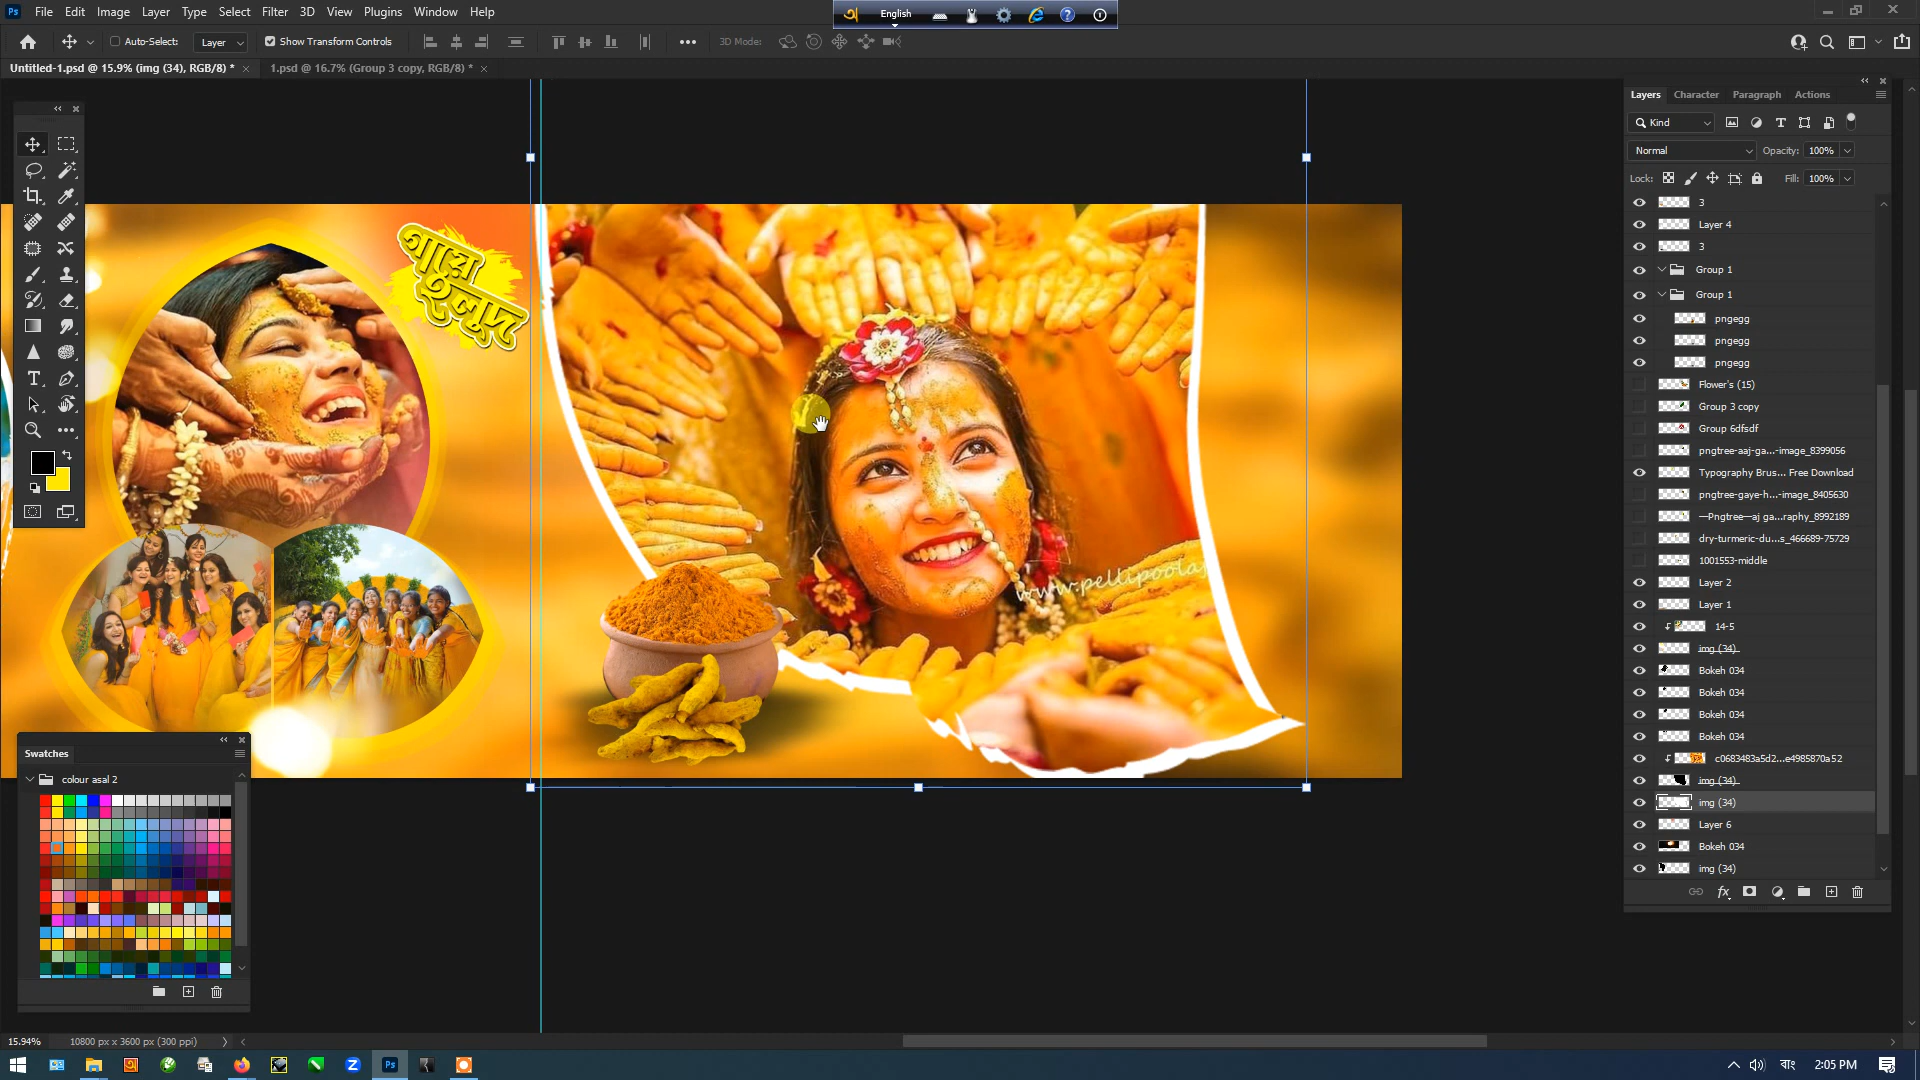 Ps File Edit Image Layer Type Select Filter 3D View Plugins Window Help
অ English
Auto-Select: Layer Show Transform Controls 3D Mode:
Untitled-1.psd @ 15.9% (img (34), RGB/8) * × 1.psd @ 16.7% (Group 3 copy, RGB/8) * ×
Layers Character Paragraph Actions
Kind
Normal Opacity: 100%
Lock: Fill: 100%
3
Layer 4
3
Group 1
Group 1
pngegg
pngegg
pngegg
Flower's (15)
Group 3 copy
Group 6dfsdf
pngtree-aaj-ga...-image_8399056
Typography Brus... Free Download
pngtree-gaye-h...-image_8405630
—Pngtree—aj ga...raphy_8992189
dry-turmeric-du...s_466689-75729
1001553-middle
Layer 2
Layer 1
14-5
img (34)
Bokeh 034
Bokeh 034
Bokeh 034
Bokeh 034
c0683483a5d2...e4985870a52
img (34)
img (34)
Layer 6
Bokeh 034
img (34)
গায়ে
হলুদ
www.pellipoola
Swatches
colour asal 2
15.94% 10800 px x 3600 px (300 ppi)
বাং 2:05 PM